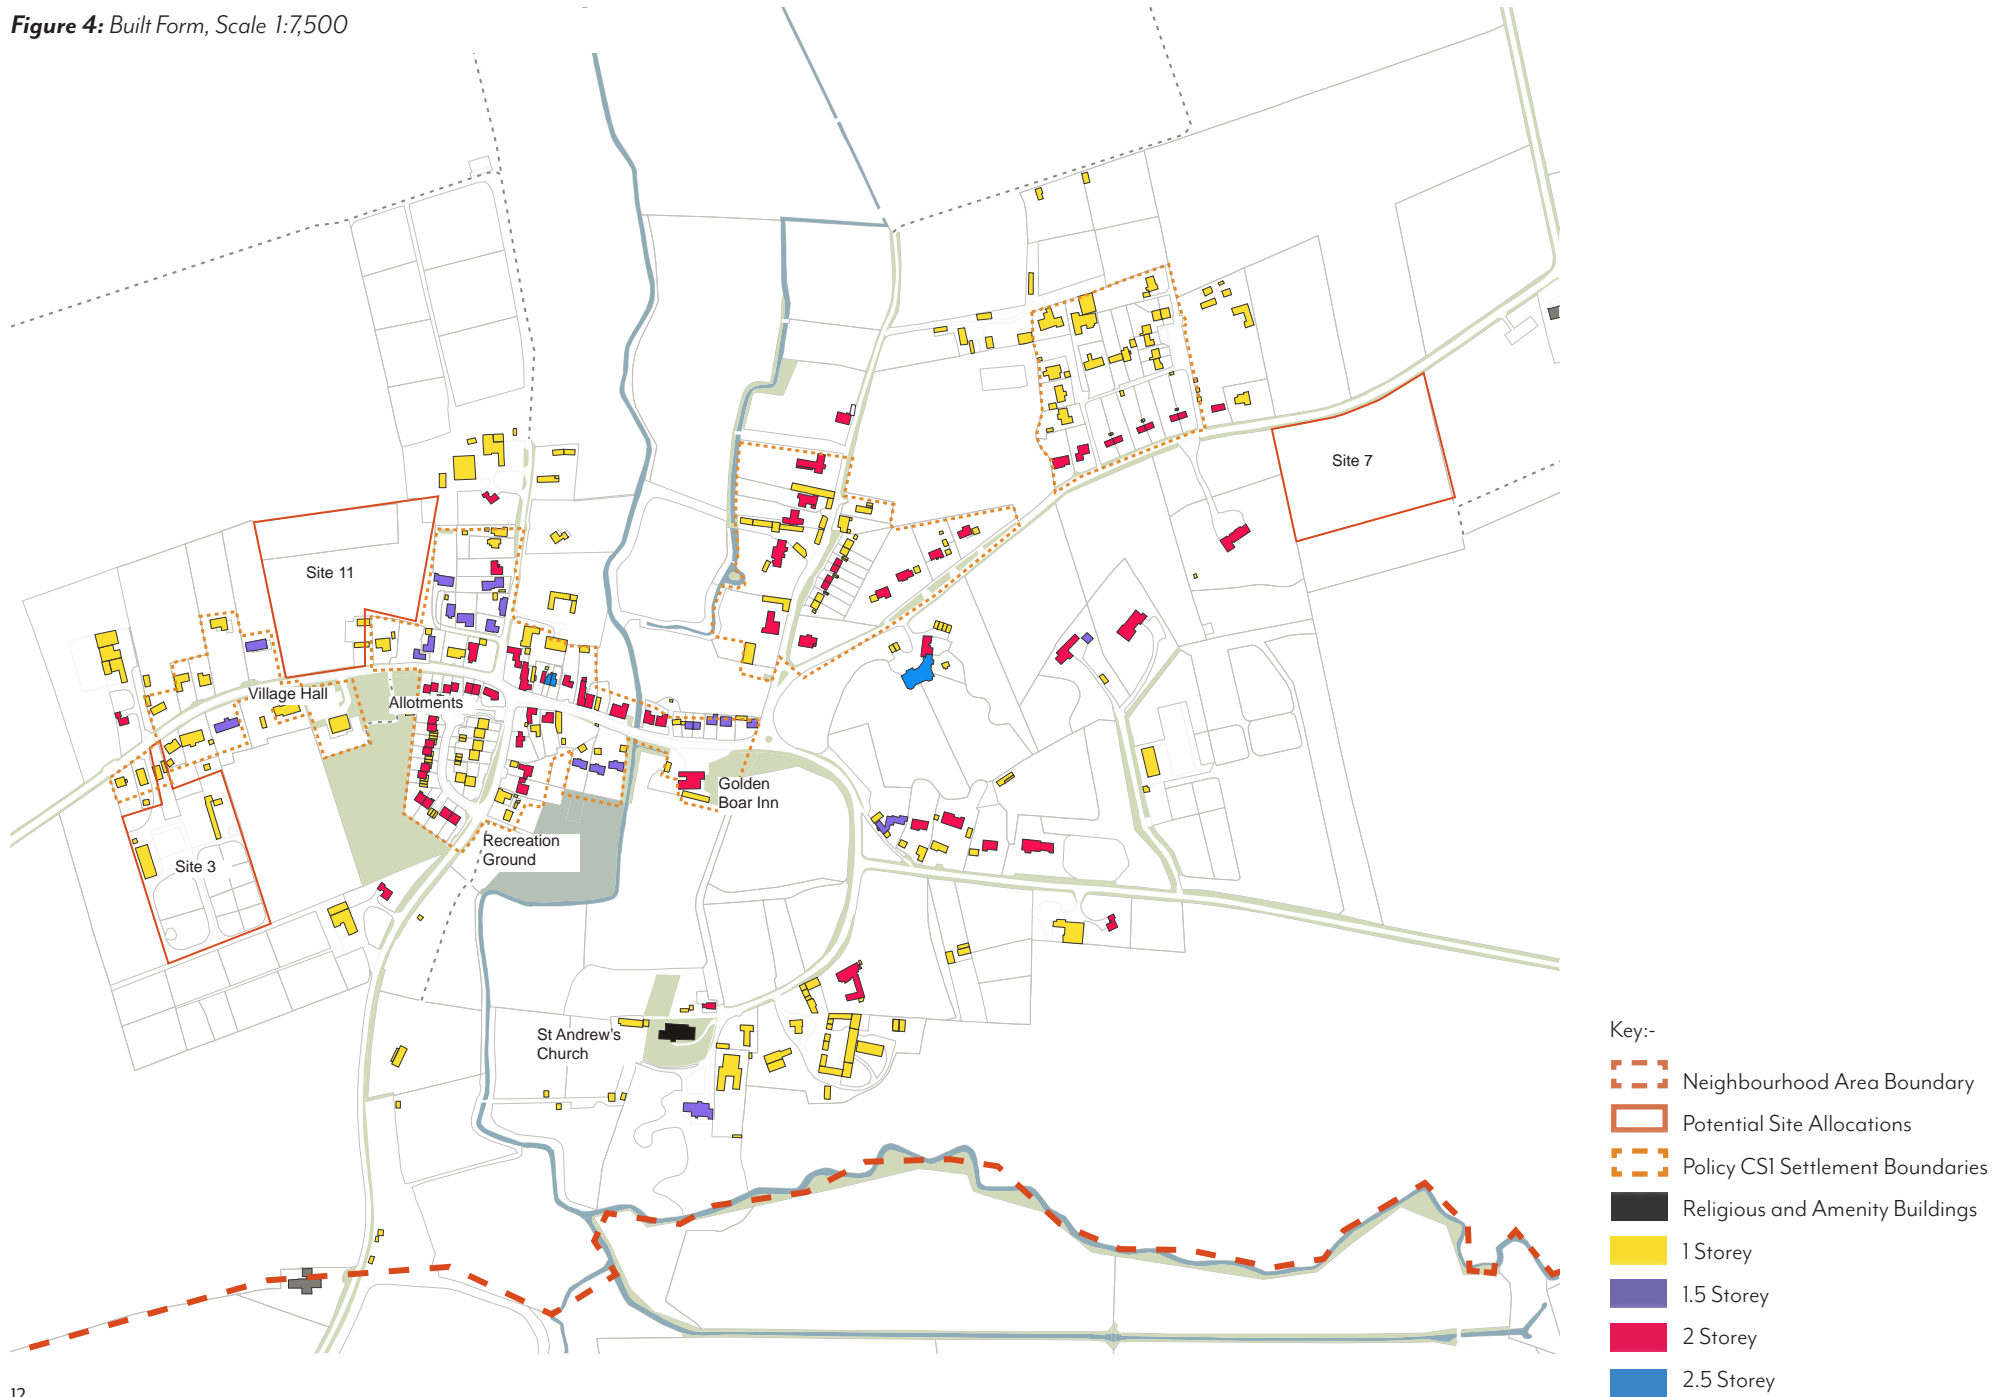 Figure 4: Built Form, Scale 1:7,500
Site 7
Site 11
Village Hall
Allotments
Golden
Boar Inn
Recreation
Ground
Site 3
St Andrew's
Church
Key:-
Neighbourhood Area Boundary
Potential Site Allocations
Policy CS1 Settlement Boundaries
Religious and Amenity Buildings
1 Storey
1.5 Storey
2 Storey
2.5 Storey
12